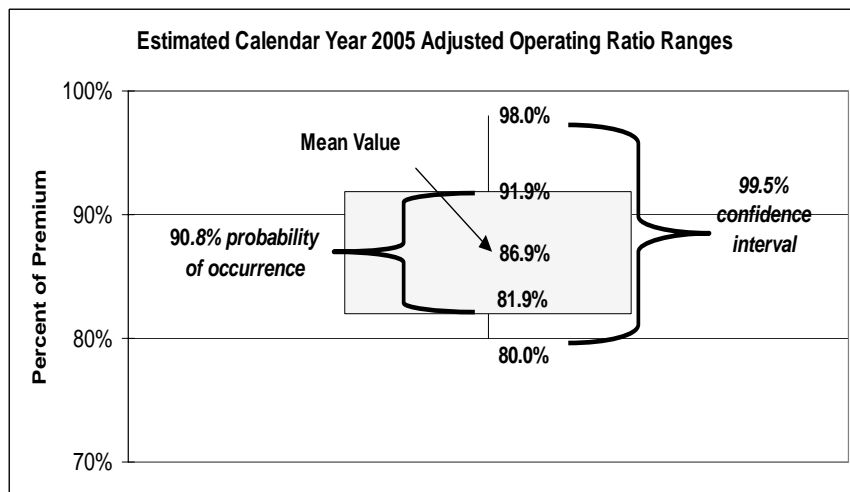 Estimated Calendar Year 2005 Adjusted Operating Ratio Ranges
100%
98.0%
Mean Value
91.9%
99.5%
confidence
interval
90%
90.8% probability
of occurrence
86.9%
81.9%
80%
80.0%
70%
Percent of Premium